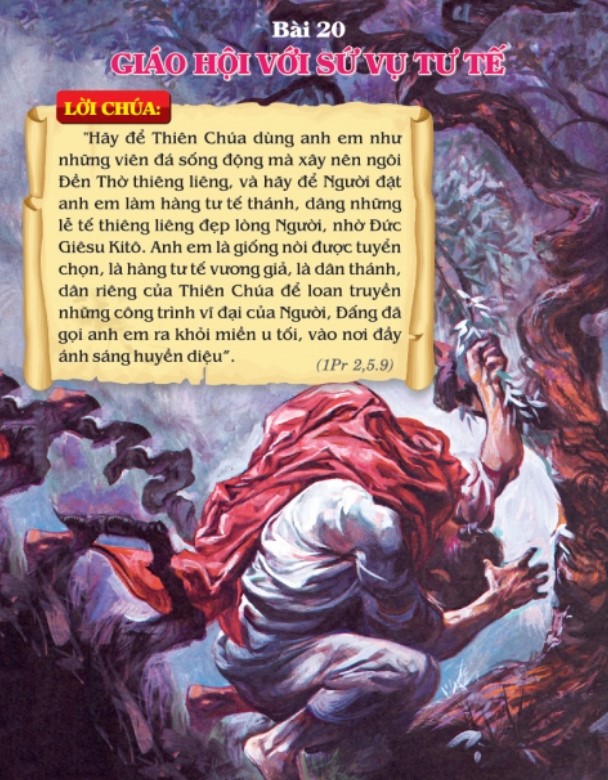 Bài 20
GIÁO HỘI VỚI SỨ VỤ TƯ TẾ
LỜI CHÚA:
"Hãy để Thiên Chúa dùng anh em như
những viên đá sống động mà xây nên ngôi
Đền Thờ thiêng liêng, và hãy để Người đặt
anh em làm hàng tư tế thánh, dâng những
lễ tế thiêng liêng đẹp lòng Người, nhờ Đức
Giêsu Kitô. Anh em là giống nòi được tuyển
chọn, là hàng tư tế vương giả, là dân thánh,
dân riêng của Thiên Chúa để loan truyền
những công trình vĩ đại của Người, Đấng đã
gọi anh em ra khỏi miền u tối, vào nơi đầy
ánh sáng huyền diệu".
(1Pr 2,5.9)